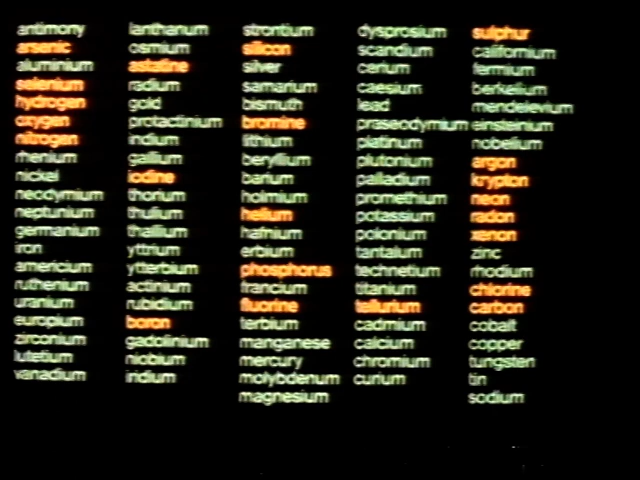 antimony
arsenic
aluminium
selenium
hydrogen
oxygen
nitrogen
rhenium
nickel
neodymium
neptunium
germanium
iron
americium
ruthenium
uranium
europium
zirconium
lutetium
vanadium
lanthanum
osmium
astatine
radium
gold
protactinium
indium
gallium
iodine
thorium
thulium
thallium
yttrium
ytterbium
actinium
rubidium
boron
gadolinium
niobium
iridium
strontium
silicon
silver
samarium
bismuth
bromine
lithium
beryllium
barium
holmium
helium
hafnium
erbium
phosphorus
francium
fluorine
terbium
manganese
mercury
molybdenum
magnesium
dysprosium
scandium
cerium
caesium
lead
praseodymium
platinum
plutonium
palladium
promethium
potassium
polonium
tantalum
technetium
titanium
tellurium
cadmium
calcium
chromium
curium
sulphur
californium
fermium
berkelium
mendelevium
einsteinium
nobelium
argon
krypton
neon
radon
xenon
zinc
rhodium
chlorine
carbon
cobalt
copper
tungsten
tin
sodium